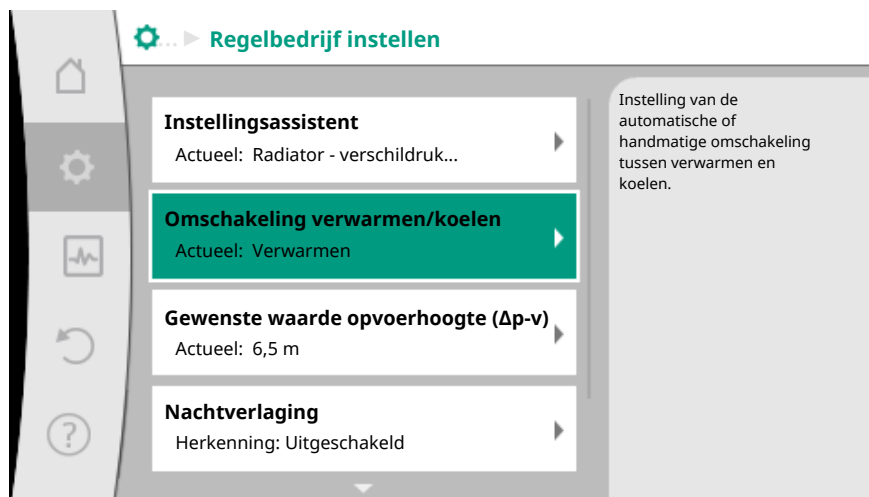 ... Regelbedrijf instellen
Instellingsassistent
Actueel: Radiator - verschildruk...
Omschakeling verwarmen/koelen
Actueel: Verwarmen
Gewenste waarde opvoerhoogte (Δp-v)
Actueel: 6,5 m
Nachtverlaging
Herkenning: Uitgeschakeld
Instelling van de
automatische of
handmatige omschakeling
tussen verwarmen en
koelen.
?